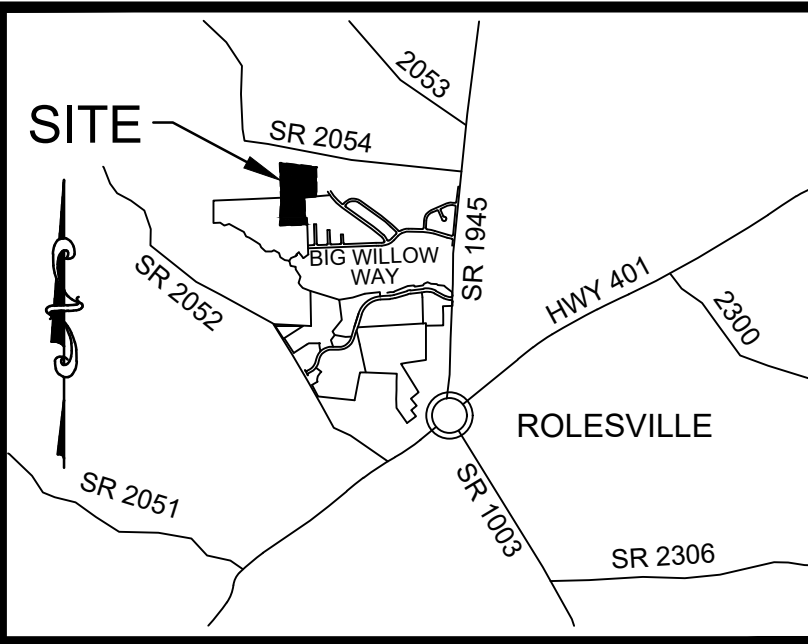 2053
SITE
SR 2054
SR 1945
BIG WILLOW
WAY
SR 2052
HWY 401
2300
ROLESVILLE
SR 2051
SR 1003
SR 2306